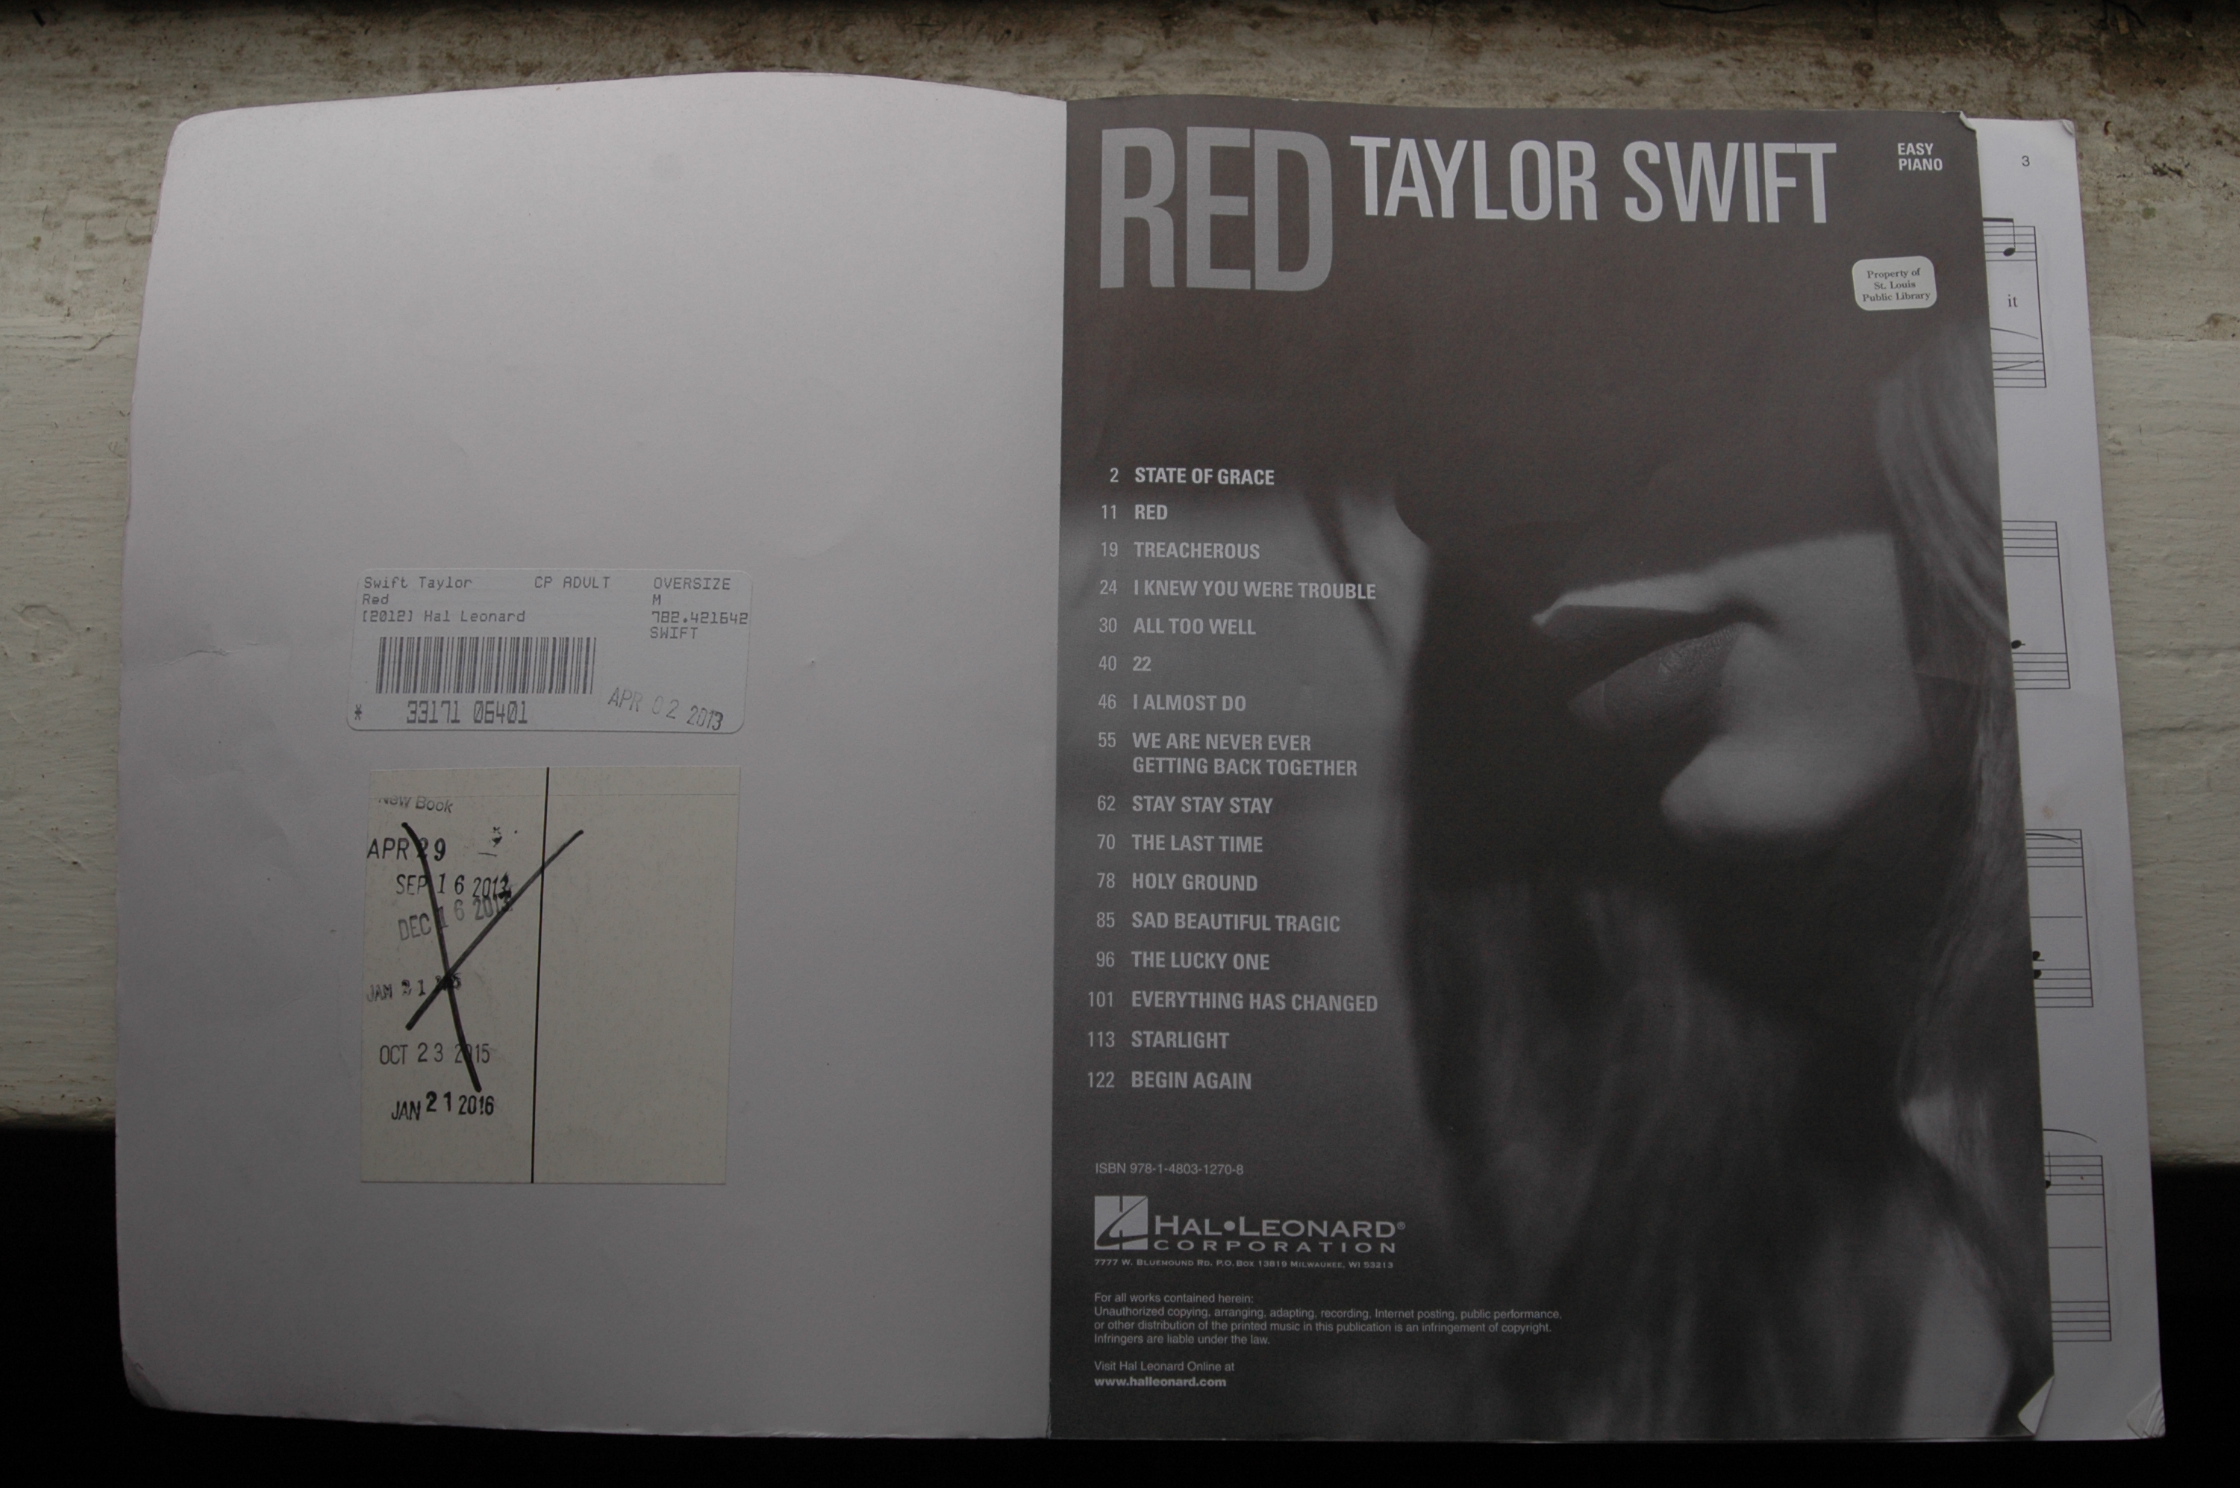 Swift Taylor CP ADULT OVERSIZE
Red M
[2012] Hal Leonard 782.421642
SWIFT
APR 02 2013
* 33171 06401
New Book
APR 29
SEP 16 2013
DEC 16
JAN 31
OCT 23 2015
JAN 21 2016
RED TAYLOR SWIFT
EASY
PIANO
Property of
St. Louis
Public Library
2 STATE OF GRACE
11 RED
19 TREACHEROUS
24 I KNEW YOU WERE TROUBLE
30 ALL TOO WELL
40 22
46 I ALMOST DO
55 WE ARE NEVER EVER
GETTING BACK TOGETHER
62 STAY STAY STAY
70 THE LAST TIME
78 HOLY GROUND
85 SAD BEAUTIFUL TRAGIC
96 THE LUCKY ONE
101 EVERYTHING HAS CHANGED
113 STARLIGHT
122 BEGIN AGAIN
ISBN 978-1-4803-1270-8
HAL•LEONARD®
CORPORATION
7777 W. BLUEMOUND RD. P.O. BOX 13819 MILWAUKEE, WI 53213
For all works contained herein:
Unauthorized copying, arranging, adapting, recording, Internet posting, public performance,
or other distribution of the printed music in this publication is an infringement of copyright.
Infringers are liable under the law.
Visit Hal Leonard Online at
www.halleonard.com
3
it